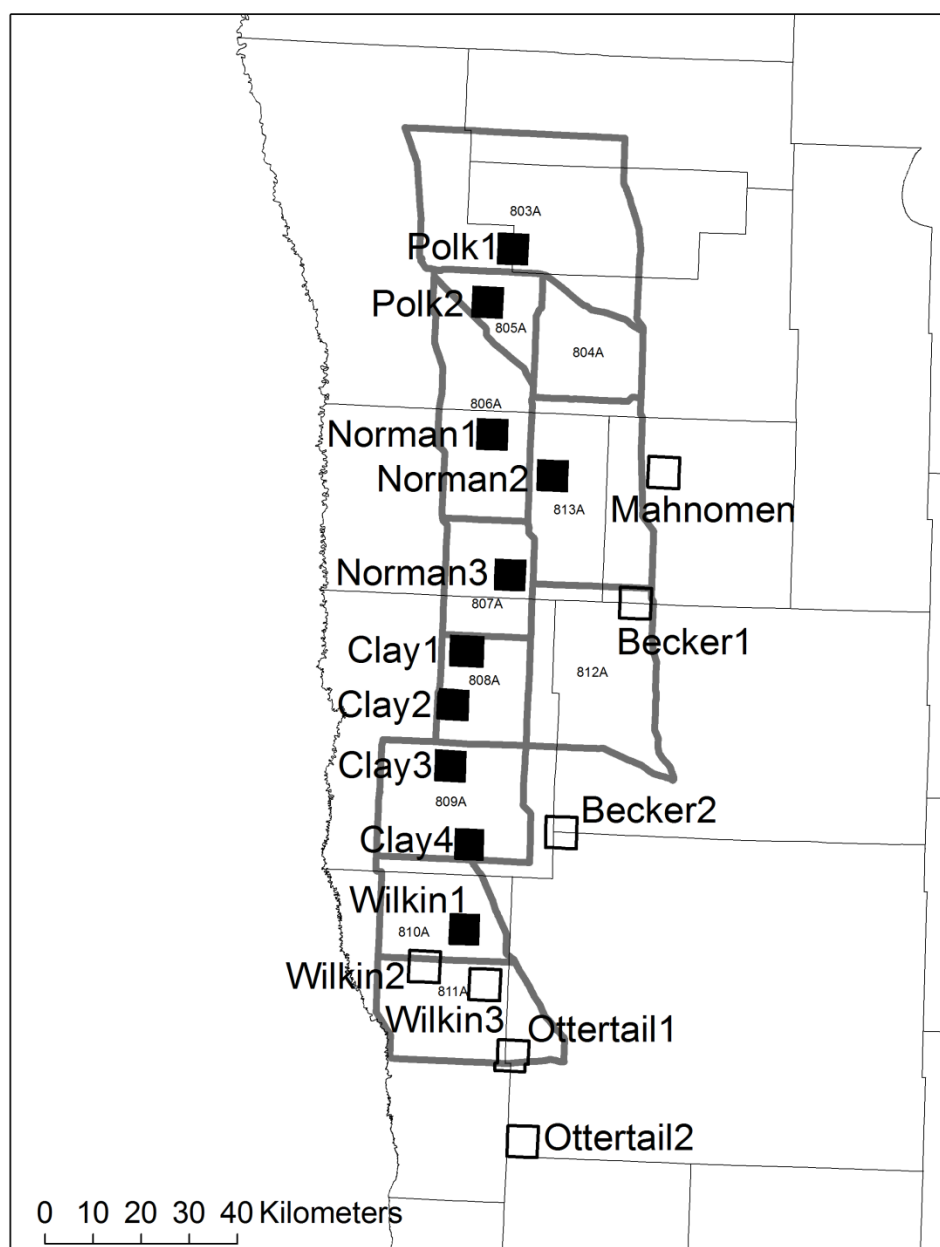 803A
Polk1
Polk2
805A
804A
806A
Norman1
Norman2
813A
Mahnomen
Norman3
807A
Becker1
Clay1
808A
812A
Clay2
Clay3
809A
Becker2
Clay4
Wilkin1
810A
Wilkin2
811A
Wilkin3
Ottertail1
Ottertail2
0 10 20 30 40 Kilometers